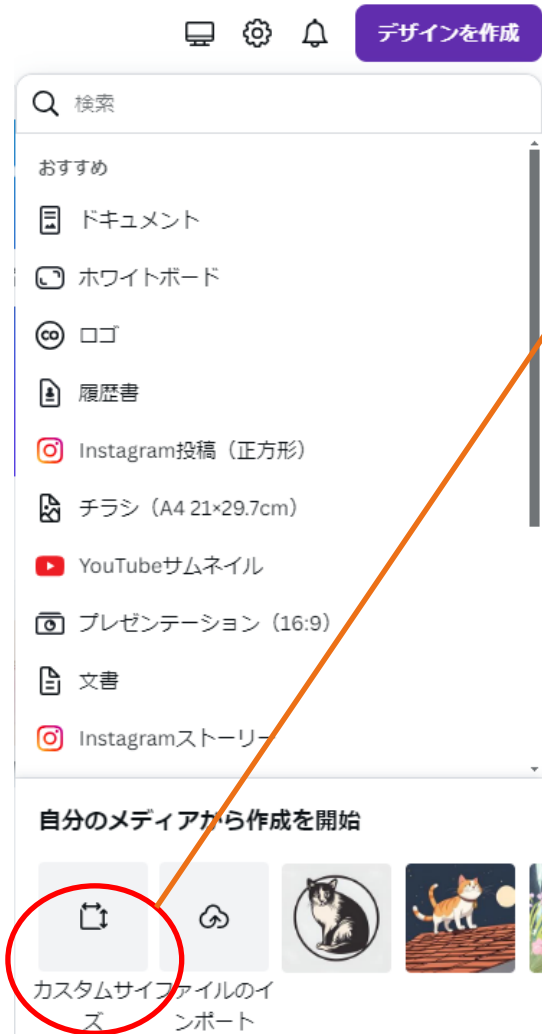 デザインを作成
検索
おすすめ
ドキュメント
ホワイトボード
ロゴ
履歴書
Instagram投稿（正方形）
チラシ（A4 21×29.7cm）
YouTubeサムネイル
プレゼンテーション（16:9）
文書
Instagramストーリー
自分のメディアから作成を開始
カスタムサイ
ズ
ファイルのイ
ンポート